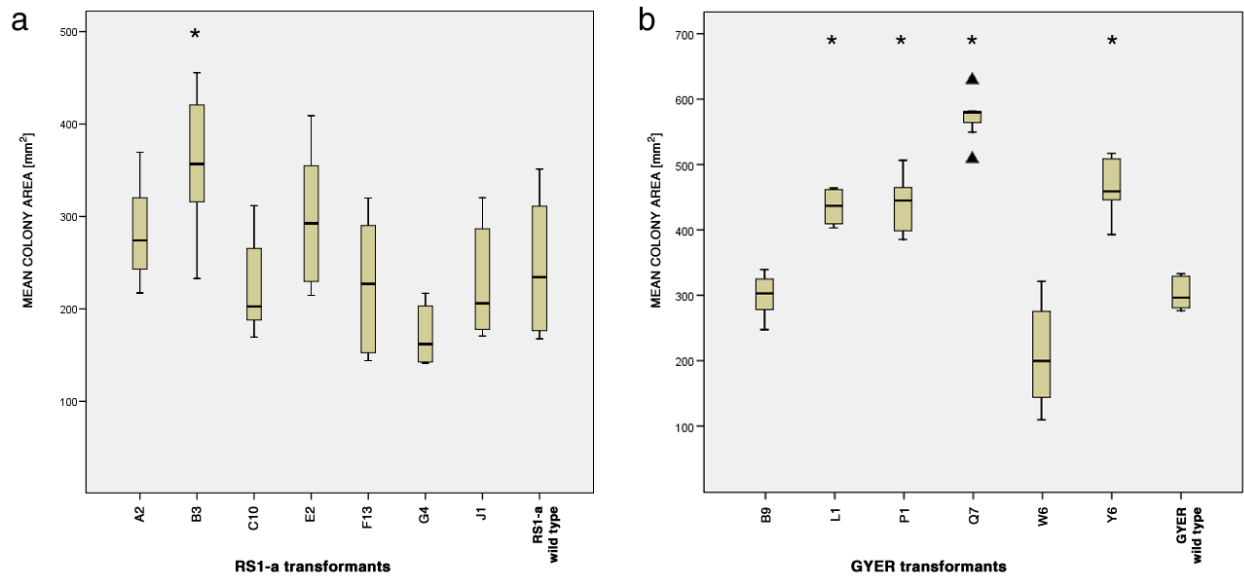 a
*
500
400
300
200
100
MEAN COLONY AREA [mm²]
A2
B3
C10
E2
F13
G4
J1
RS1-a
wild type
RS1-a transformants
b
* * * *
700
600
500
400
300
200
100
MEAN COLONY AREA [mm²]
B9
L1
P1
Q7
W6
Y6
GYER
wild type
GYER transformants